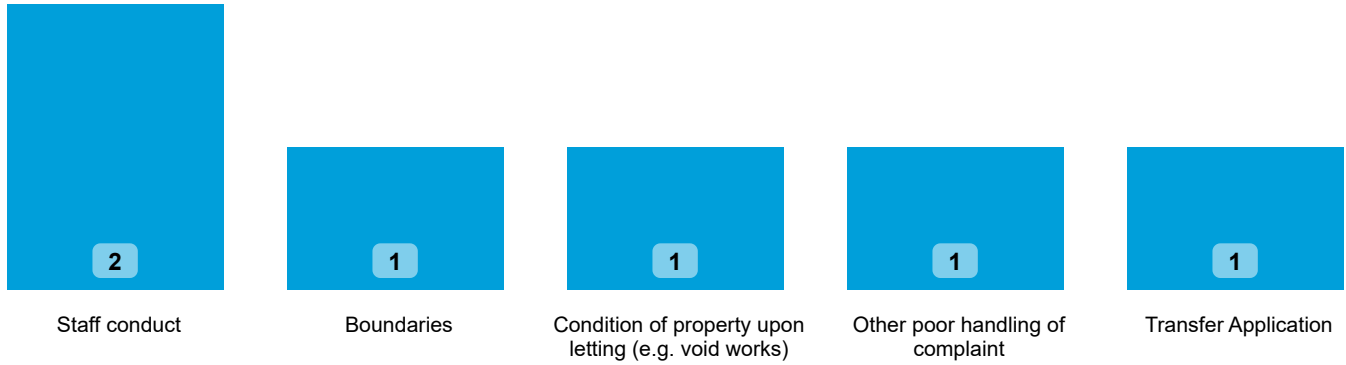 2
1
1
1
1
Staff conduct
Boundaries
Condition of property upon
letting (e.g. void works)
Other poor handling of
complaint
Transfer Application